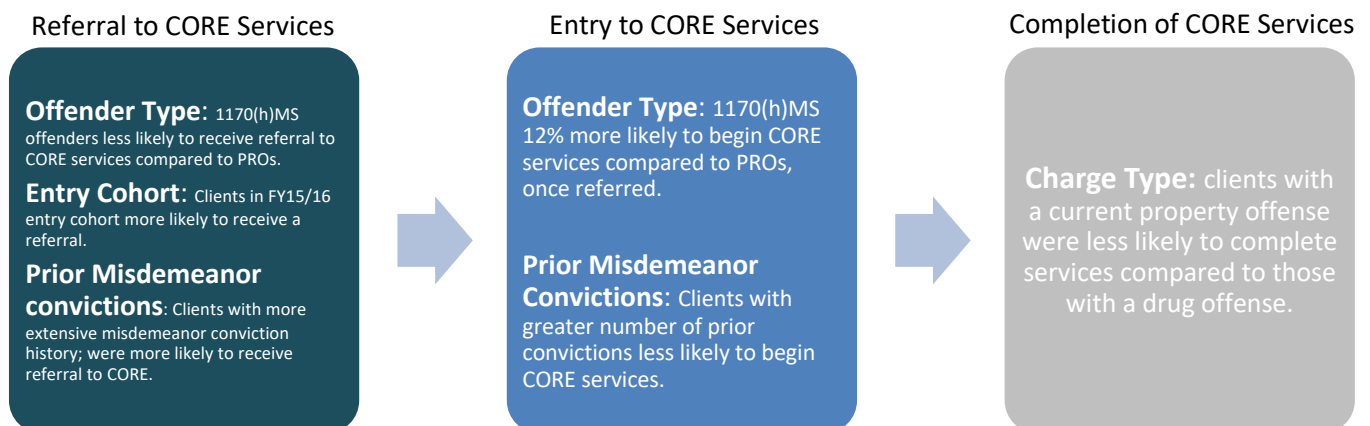 Referral to CORE Services
Offender Type: 1170(h)MS
offenders less likely to receive referral to
CORE services compared to PROs.
Entry Cohort: Clients in FY15/16
entry cohort more likely to receive a
referral.
Prior Misdemeanor
convictions: Clients with more
extensive misdemeanor conviction
history; were more likely to receive
referral to CORE.
Entry to CORE Services
Offender Type: 1170(h)MS
12% more likely to begin CORE
services compared to PROs,
once referred.
Prior Misdemeanor
Convictions: Clients with
greater number of prior
convictions less likely to begin
CORE services.
Completion of CORE Services
Charge Type: clients with
a current property offense
were less likely to complete
services compared to those
with a drug offense.